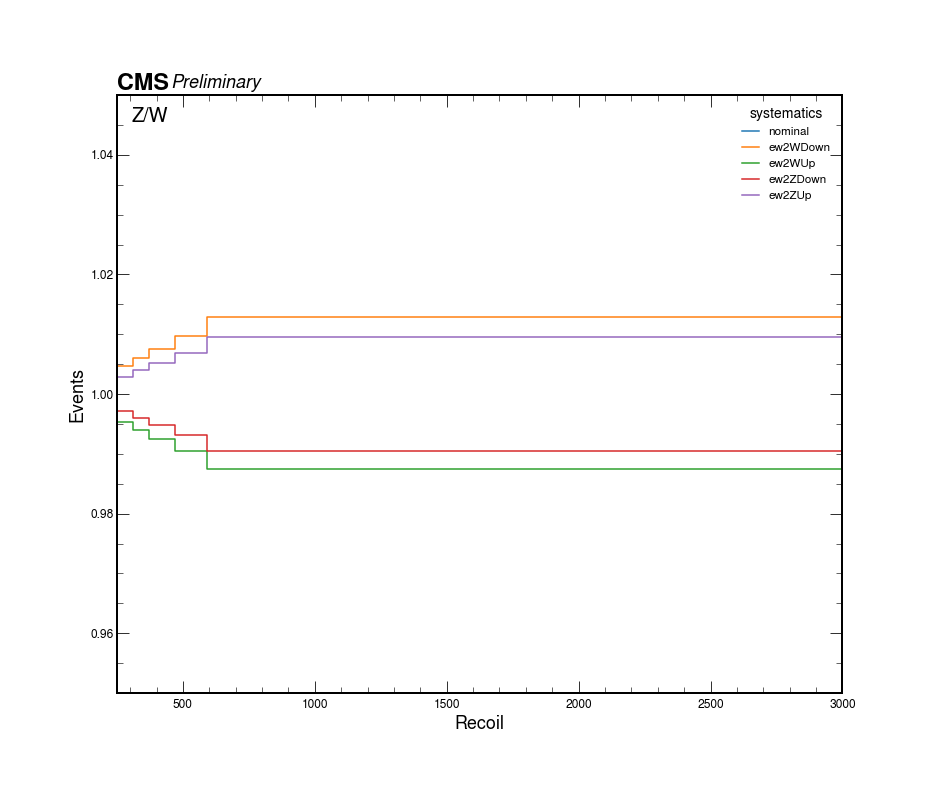 CMS Preliminary
Z/W
systematics
nominal
ew2WDown
ew2WUp
ew2ZDown
ew2ZUp
1.04
1.02
1.00
0.98
0.96
Events
500 1000 1500 2000 2500 3000
Recoil